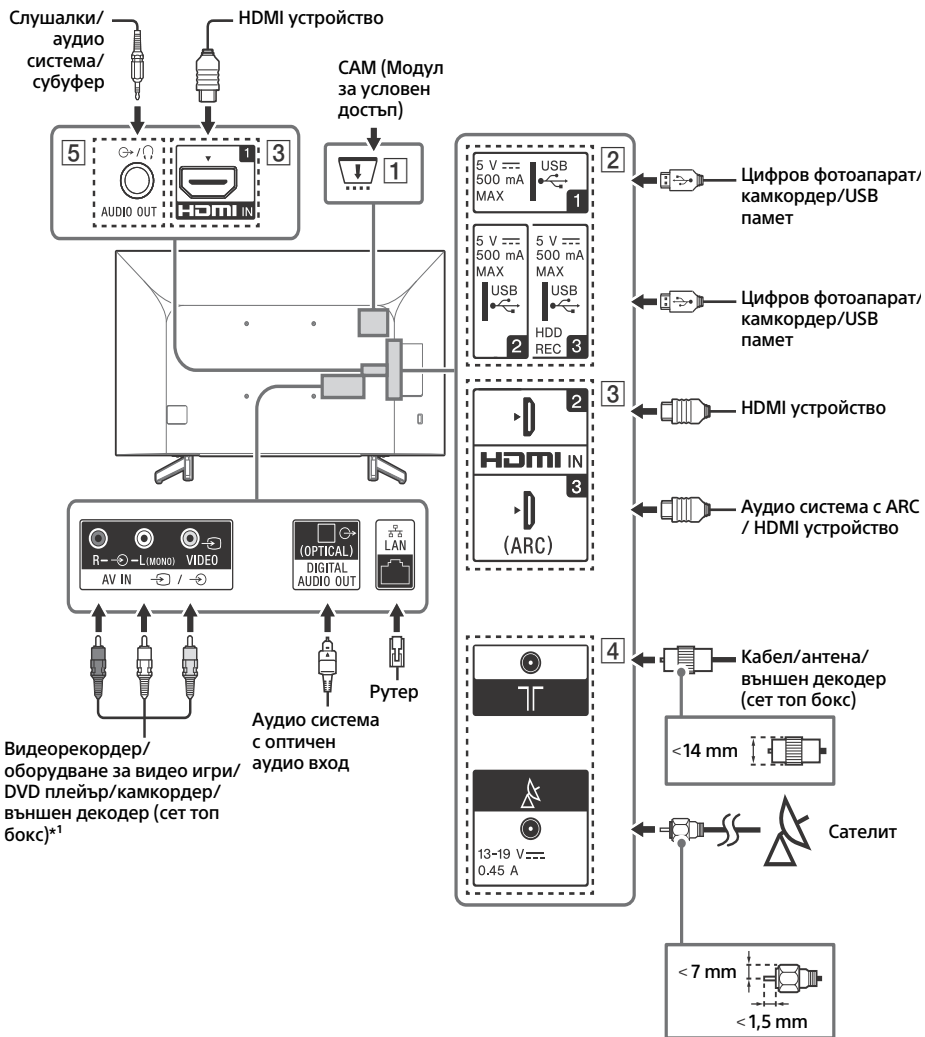 Слушалки/
аудио
система/
субуфер
HDMI устройство
CAM (Модул
за условен
достъп)
5
AUDIO OUT
1
HDMI IN
3
1
5 V
500 mA
MAX
USB
1
2
Цифров фотоапарат/
камкордер/USB
памет
5 V
500 mA
MAX
USB
2
5 V
500 mA
MAX
USB
HDD
REC 3
Цифров фотоапарат/
камкордер/USB
памет
2
3
HDMI IN
HDMI устройство
3
(ARC)
Аудио система с ARC
/ HDMI устройство
R- -L(MONO) VIDEO
AV IN /
(OPTICAL)
DIGITAL
AUDIO OUT
LAN
Рутер
Аудио система
с оптичен
аудио вход
Видеорекордер/
оборудване за видео игри/
DVD плейър/камкордер/
външен декодер (сет топ
бокс)*1
4
Кабел/антена/
външен декодер
(сет топ бокс)
<14 mm
13-19 V
0.45 A
Сателит
<7 mm
<1,5 mm